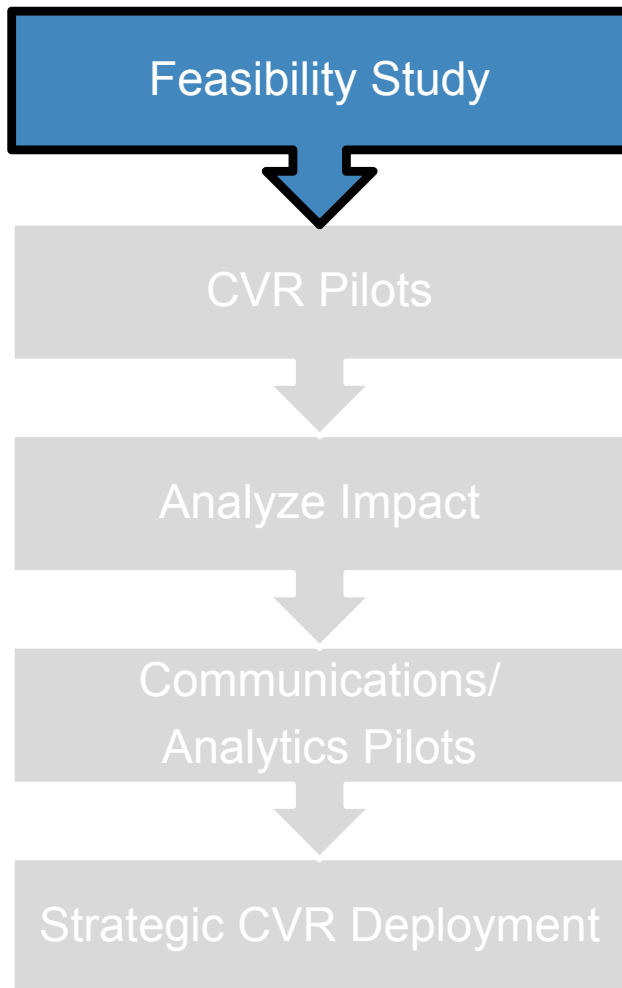 Feasibility Study
CVR Pilots
Analyze Impact
Communications/
Analytics Pilots
Strategic CVR Deployment